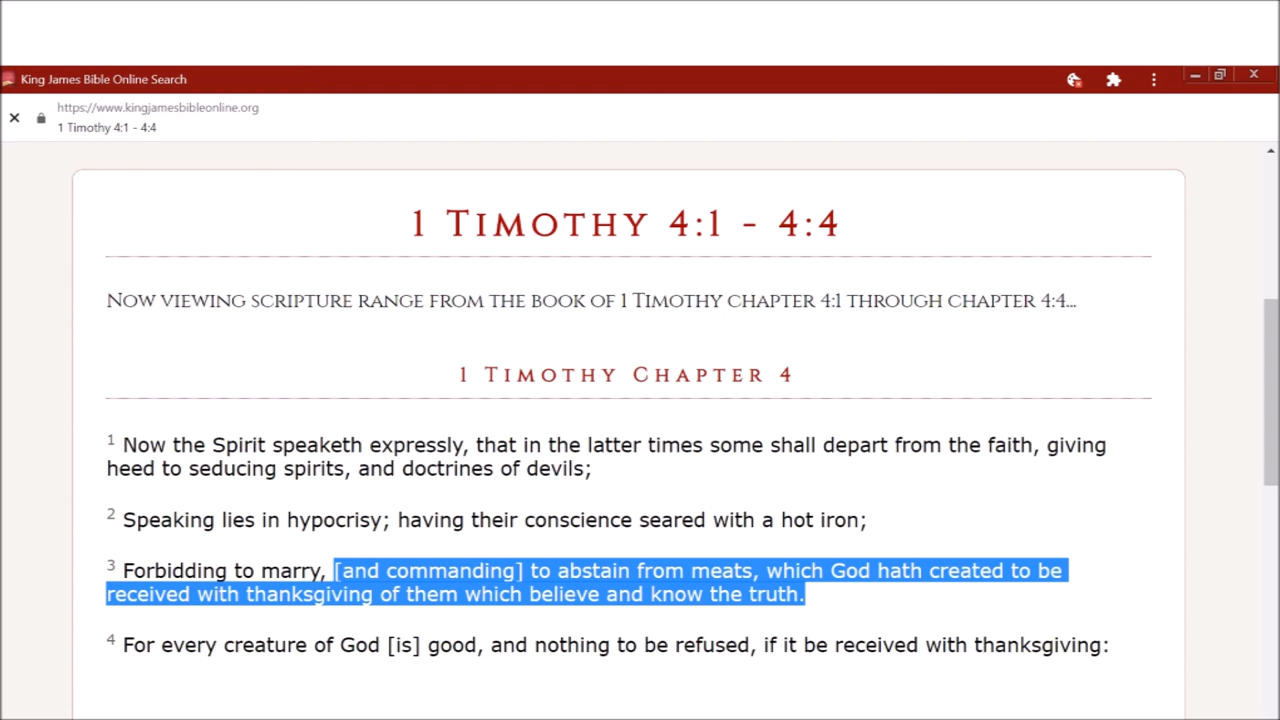 King James Bible Online Search
https://www.kingjamesbibleonline.org
1 Timothy 4:1 - 4:4
1 Timothy 4:1 - 4:4
Now viewing scripture range from the book of 1 Timothy chapter 4:1 through chapter 4:4...
1 Timothy Chapter 4
1 Now the Spirit speaketh expressly, that in the latter times some shall depart from the faith, giving
heed to seducing spirits, and doctrines of devils;
2 Speaking lies in hypocrisy; having their conscience seared with a hot iron;
3 Forbidding to marry, [and commanding] to abstain from meats, which God hath created to be
received with thanksgiving of them which believe and know the truth.
4 For every creature of God [is] good, and nothing to be refused, if it be received with thanksgiving: